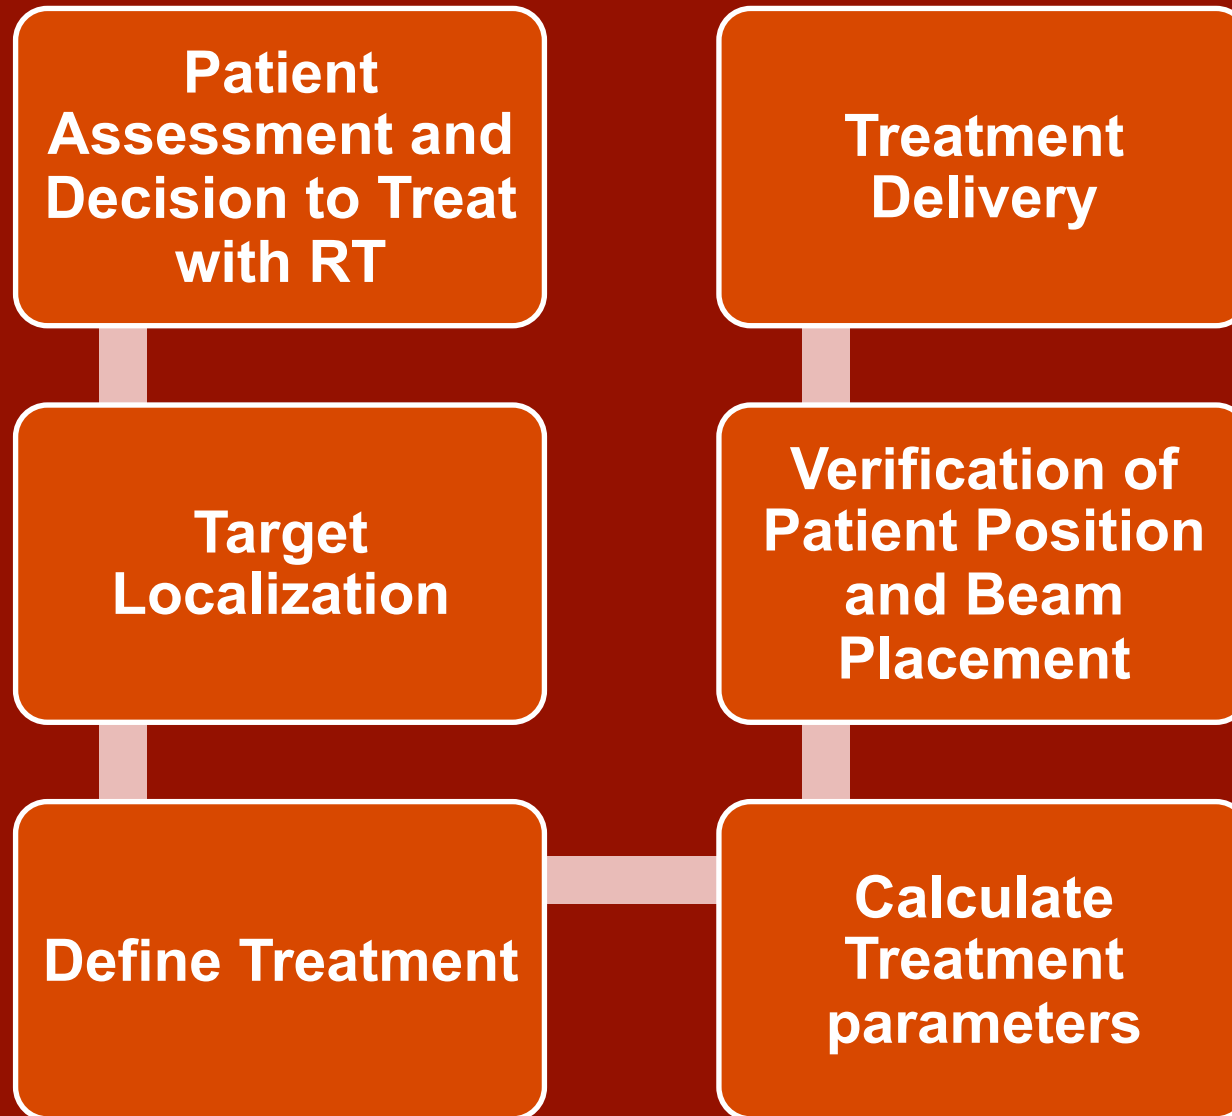 Patient
Assessment and
Decision to Treat
with RT
Target
Localization
Define Treatment
Calculate
Treatment
parameters
Verification of
Patient Position
and Beam
Placement
Treatment
Delivery